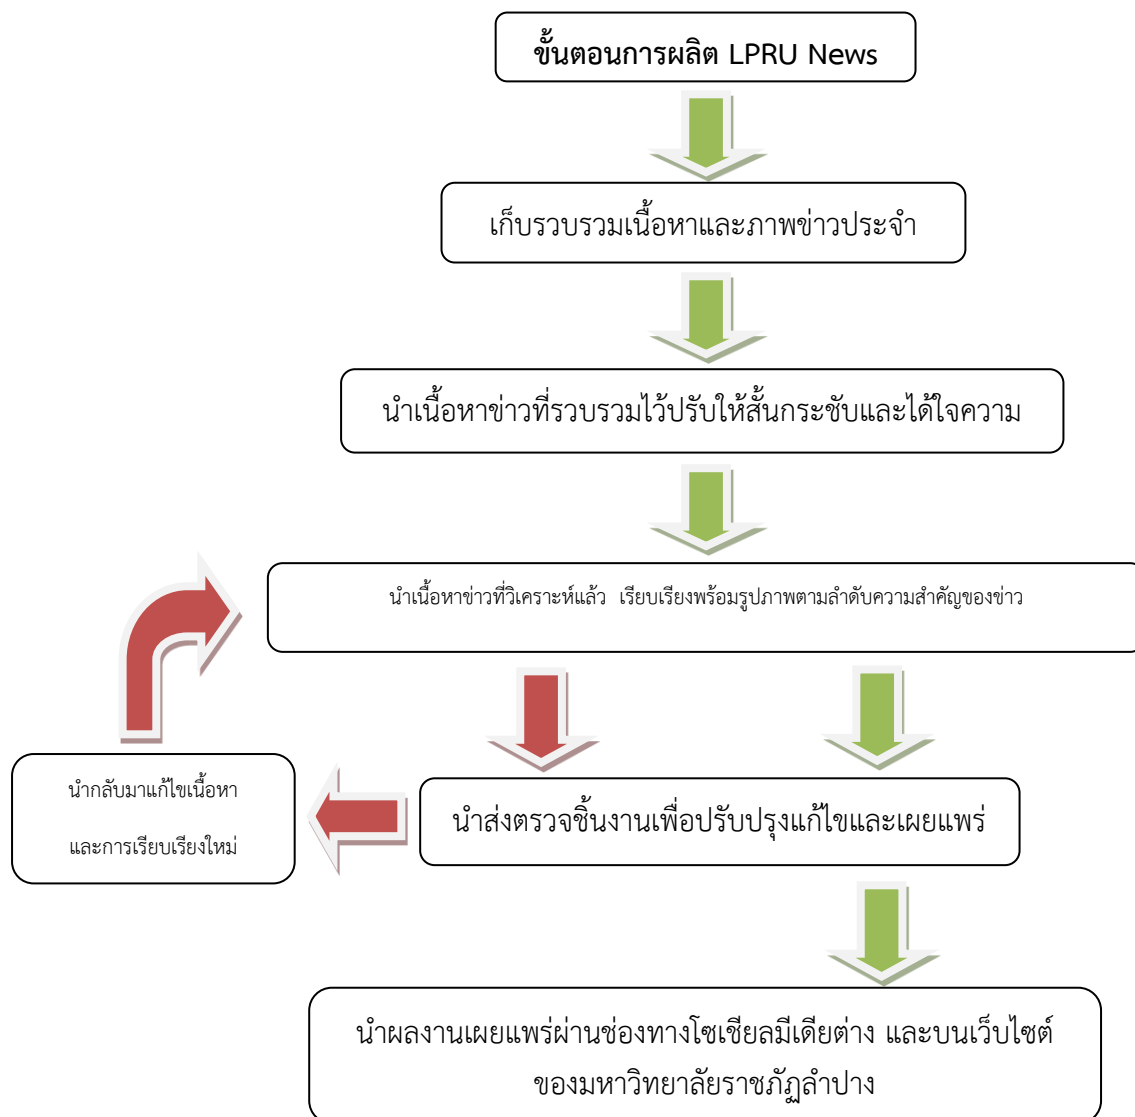 ขั้นตอนการผลิต LPRU News
เก็บรวบรวมเนื้อหาและภาพข่าวประจำ
นำเนื้อหาข่าวที่รวบรวมไว้ปรับให้สั้นกระชับและได้ใจความ
นำเนื้อหาข่าวที่วิเคราะห์แล้ว เรียบเรียงพร้อมรูปภาพตามลำดับความสำคัญของข่าว
นำส่งตรวจชิ้นงานเพื่อปรับปรุงแก้ไขและเผยแพร่
นำกลับมาแก้ไขเนื้อหา
และการเรียบเรียงใหม่
นำผลงานเผยแพร่ผ่านช่องทางโซเชียลมีเดียต่าง และบนเว็บไซต์
ของมหาวิทยาลัยราชภัฏลำปาง